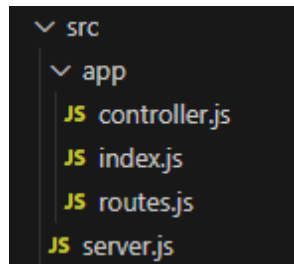 src
app
JS controller.js
JS index.js
JS routes.js
JS server.js